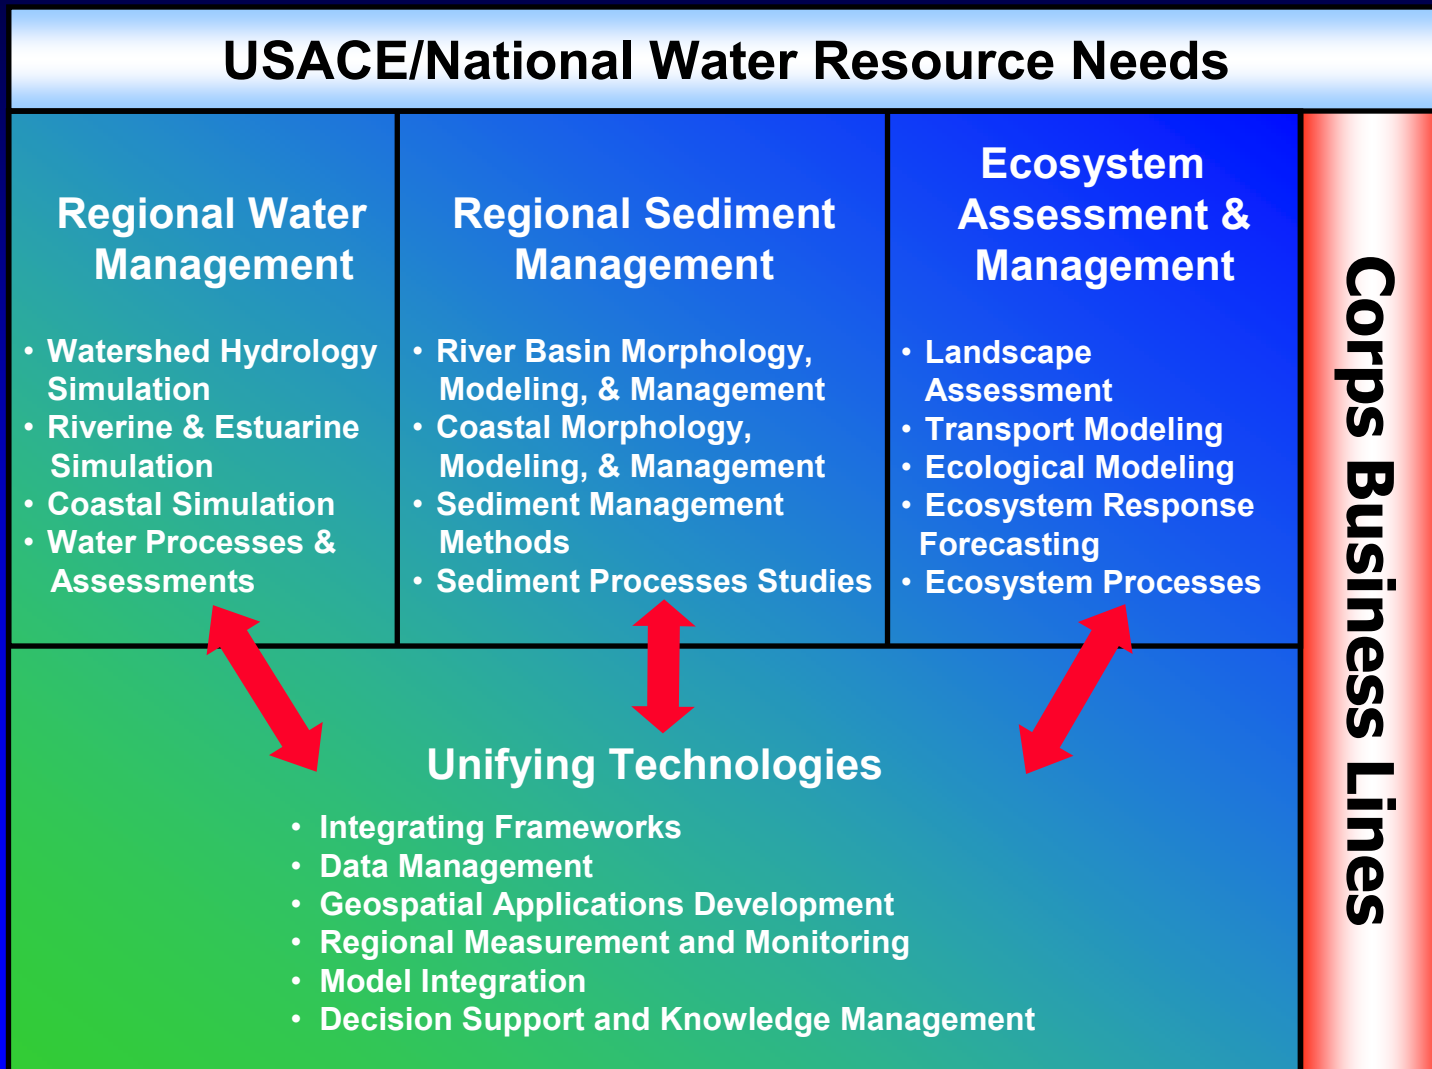 USACE/National Water Resource Needs
Regional Water
Management
• Watershed Hydrology
Simulation
• Riverine & Estuarine
Simulation
• Coastal Simulation
• Water Processes &
Assessments
Regional Sediment
Management
• River Basin Morphology,
Modeling, & Management
• Coastal Morphology,
Modeling, & Management
• Sediment Management
Methods
• Sediment Processes Studies
Ecosystem
Assessment &
Management
• Landscape
Assessment
• Transport Modeling
• Ecological Modeling
• Ecosystem Response
Forecasting
• Ecosystem Processes
Unifying Technologies
• Integrating Frameworks
• Data Management
• Geospatial Applications Development
• Regional Measurement and Monitoring
• Model Integration
• Decision Support and Knowledge Management
Corps Business Lines